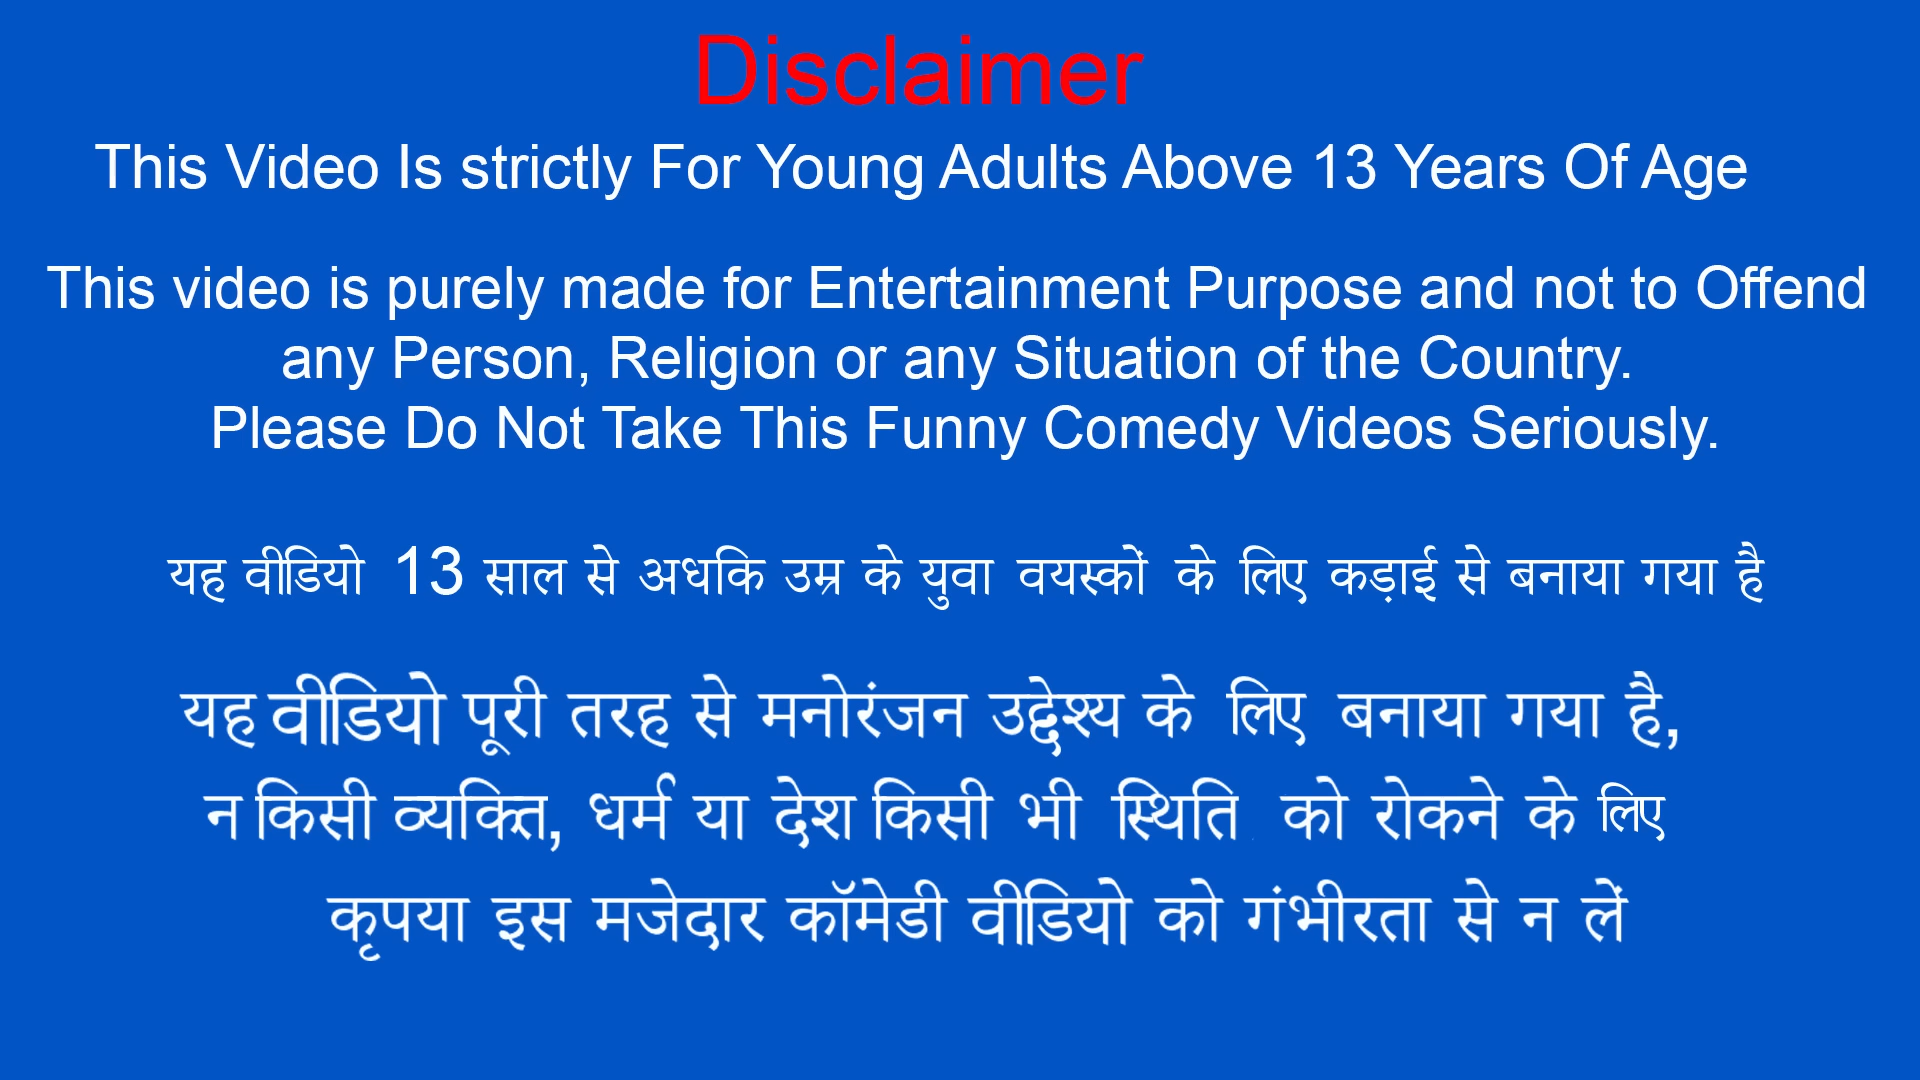 Disclaimer
This Video Is strictly For Young Adults Above 13 Years Of Age
This video is purely made for Entertainment Purpose and not to Offend
any Person, Religion or any Situation of the Country.
Please Do Not Take This Funny Comedy Videos Seriously.
यह वीडियो 13 साल से अधकि उम्र के युवा वयस्कों के लिए कड़ाई से बनाया गया है
यह वीडियो पूरी तरह से मनोरंजन उद्देश्य के लिए बनाया गया है,
न किसी व्यक्ति, धर्म या देश किसी भी स्थिति को रोकने के लिए
कृपया इस मजेदार कॉमेडी वीडियो को गंभीरता से न लें